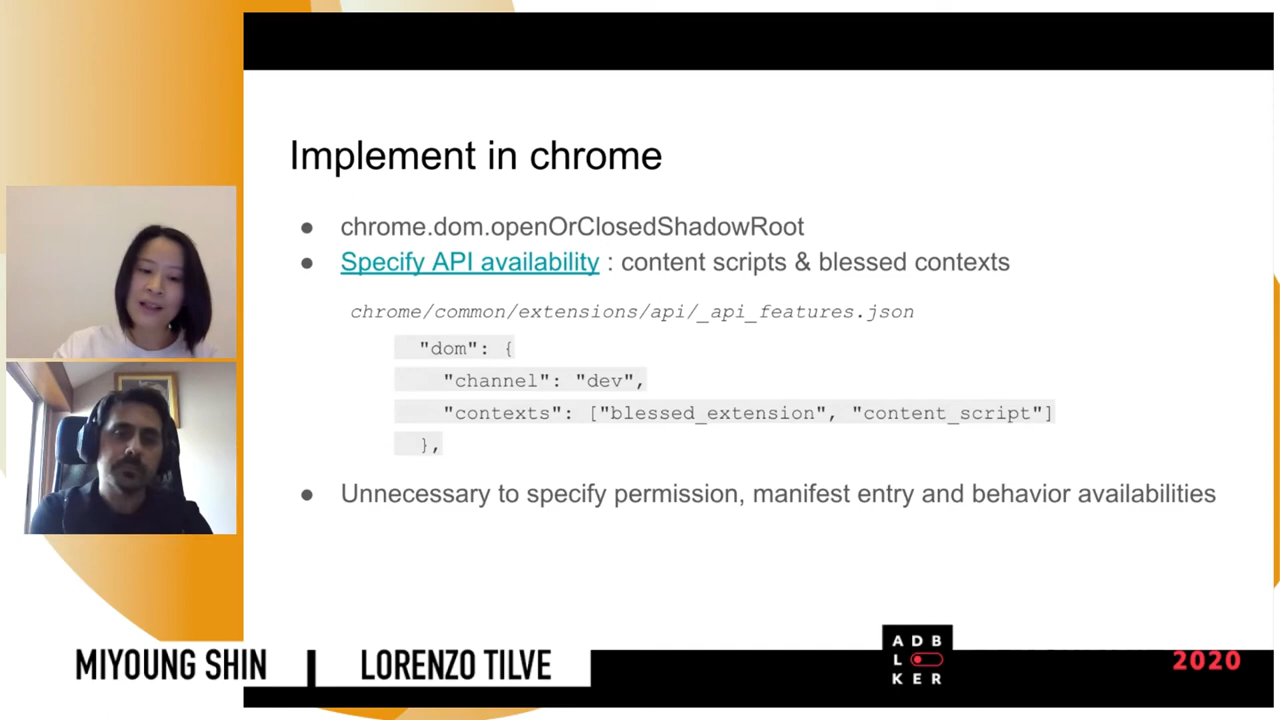 Implement in chrome
● chrome.dom.openOrClosedShadowRoot
● Specify API availability : content scripts & blessed contexts
chrome/common/extensions/api/_api_features.json
"dom": {
"channel": "dev",
"contexts": ["blessed_extension", "content_script"]
},
● Unnecessary to specify permission, manifest entry and behavior availabilities
MIYOUNG SHIN | LORENZO TILVE
ADB
L
KER
2020